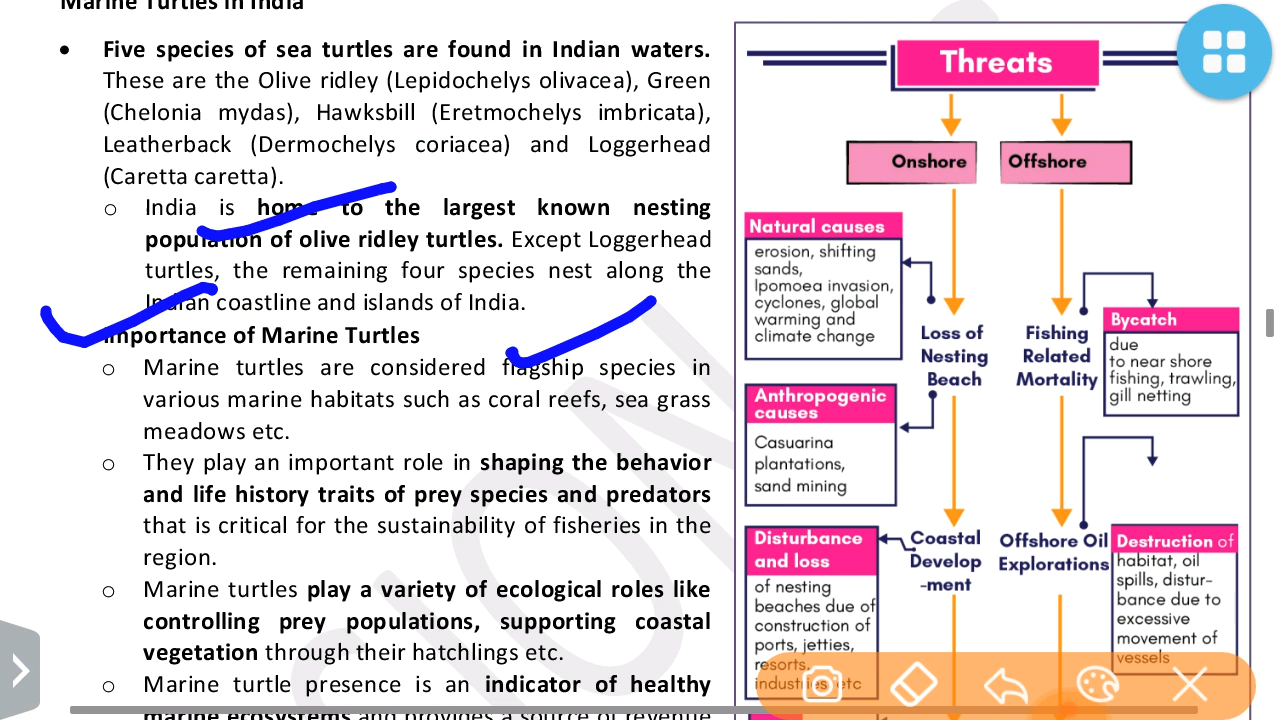 Marine Turtles in India
• Five species of sea turtles are found in Indian waters.
These are the Olive ridley (Lepidochelys olivacea), Green
(Chelonia mydas), Hawksbill (Eretmochelys imbricata),
Leatherback (Dermochelys coriacea) and Loggerhead
(Caretta caretta).
o India is home to the largest known nesting
population of olive ridley turtles. Except Loggerhead
turtles, the remaining four species nest along the
Indian coastline and islands of India.
Importance of Marine Turtles
o Marine turtles are considered flagship species in
various marine habitats such as coral reefs, sea grass
meadows etc.
o They play an important role in shaping the behavior
and life history traits of prey species and predators
that is critical for the sustainability of fisheries in the
region.
o Marine turtles play a variety of ecological roles like
controlling prey populations, supporting coastal
vegetation through their hatchlings etc.
o Marine turtle presence is an indicator of healthy
marine ecosystems and provides a source of revenue
Threats
Onshore
Offshore
Natural causes
erosion, shifting
sands,
Ipomoea invasion,
cyclones, global
warming and
climate change
Loss of
Nesting
Beach
Fishing
Related
Mortality
Bycatch
due
to near shore
fishing, trawling,
gill netting
Anthropogenic
causes
Casuarina
plantations,
sand mining
Disturbance
and loss
of nesting
beaches due of
construction of
ports, jetties,
resorts,
industries etc
Coastal
Develop
-ment
Offshore Oil
Explorations
Destruction of
habitat, oil
spills, distur-
bance due to
excessive
movement of
vessels